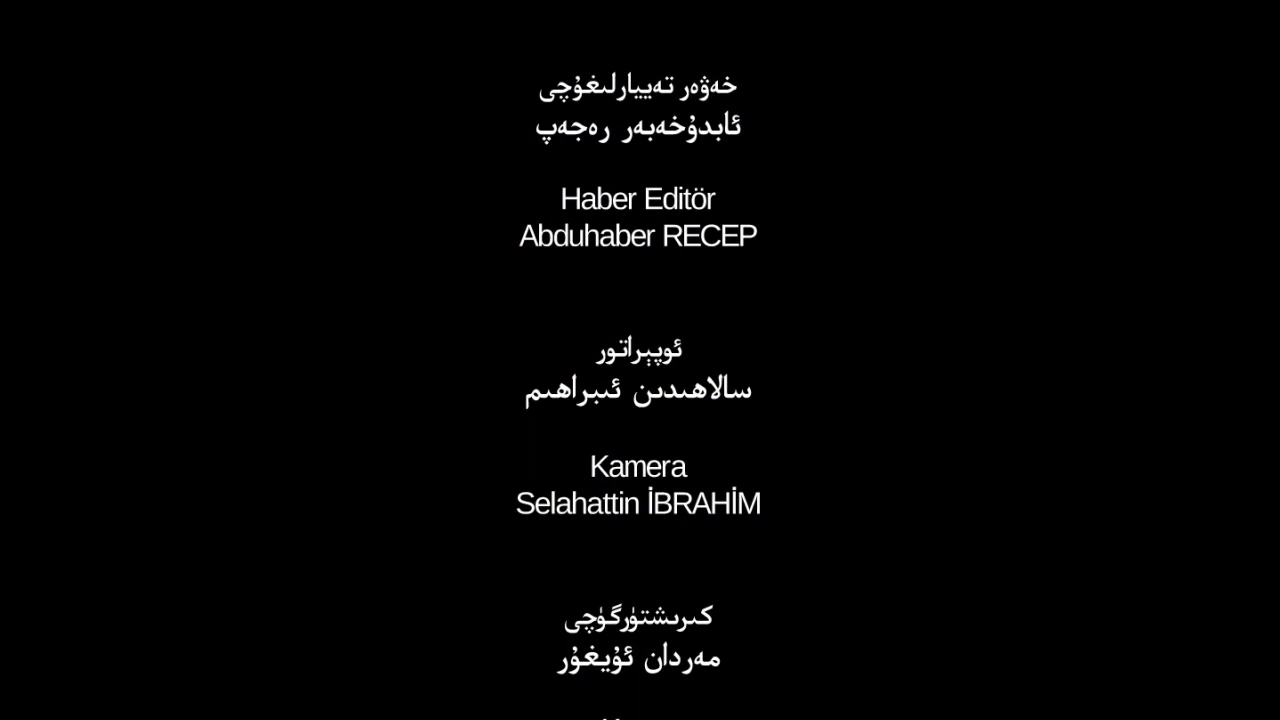 خەۋەر تەييارلىغۇچى
ئابدۇخەبەر رەجەپ
Haber Editör
Abduhaber RECEP
ئوپېراتور
سالاھىدىن ئىبراھىم
Kamera
Selahattin İBRAHİM
كىرىشتۈرگۈچى
مەردان ئۇيغۇر